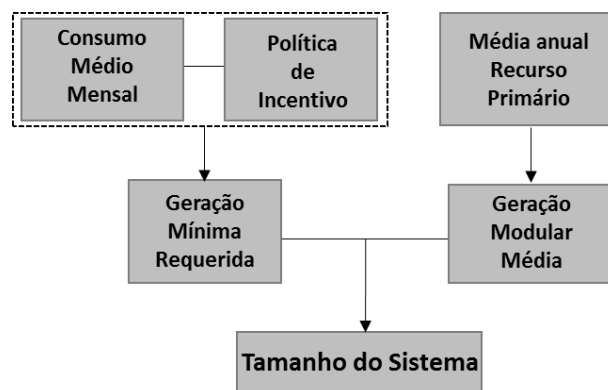 Consumo
Médio
Mensal
Política
de
Incentivo
Média anual
Recurso
Primário
Geração
Mínima
Requerida
Geração
Modular
Média
Tamanho do Sistema